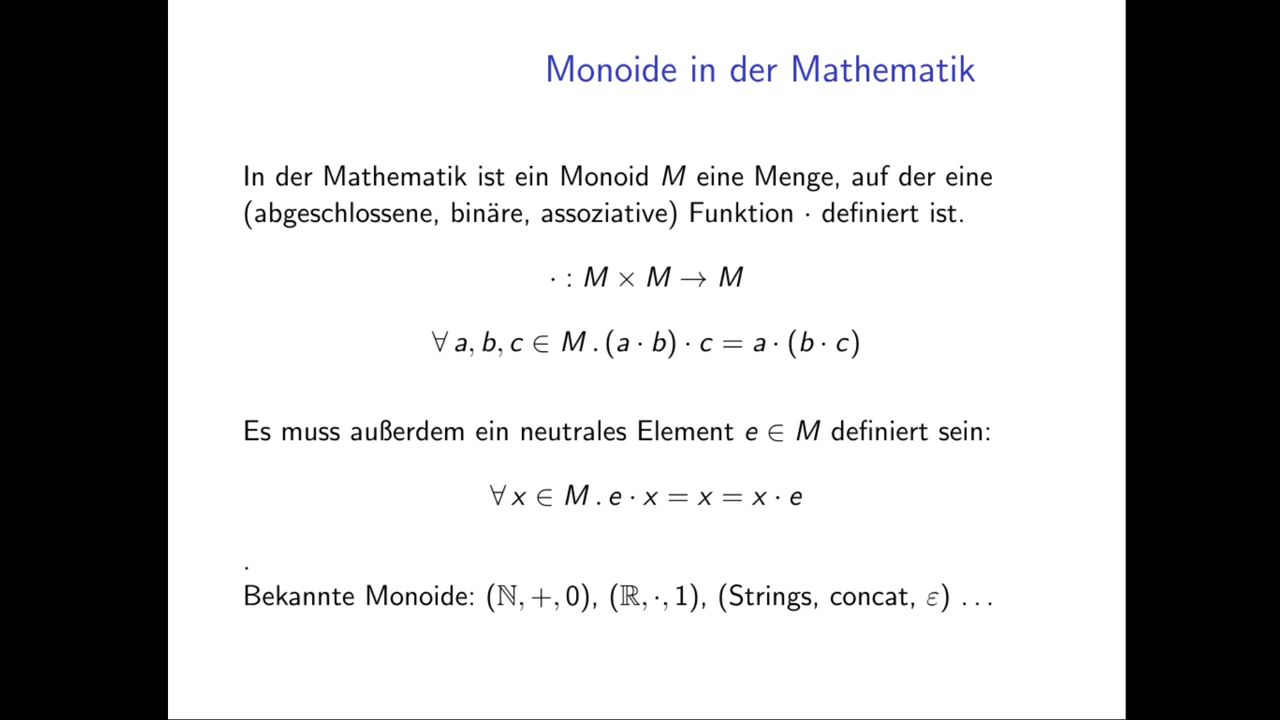 Monoide in der Mathematik
In der Mathematik ist ein Monoid M eine Menge, auf der eine
(abgeschlossene, binäre, assoziative) Funktion · definiert ist.
· : M × M → M
∀ a, b, c ∈ M . (a · b) · c = a · (b · c)
Es muss außerdem ein neutrales Element e ∈ M definiert sein:
∀ x ∈ M . e · x = x = x · e
.
Bekannte Monoide: (ℕ, +, 0), (ℝ, ·, 1), (Strings, concat, ε) ...